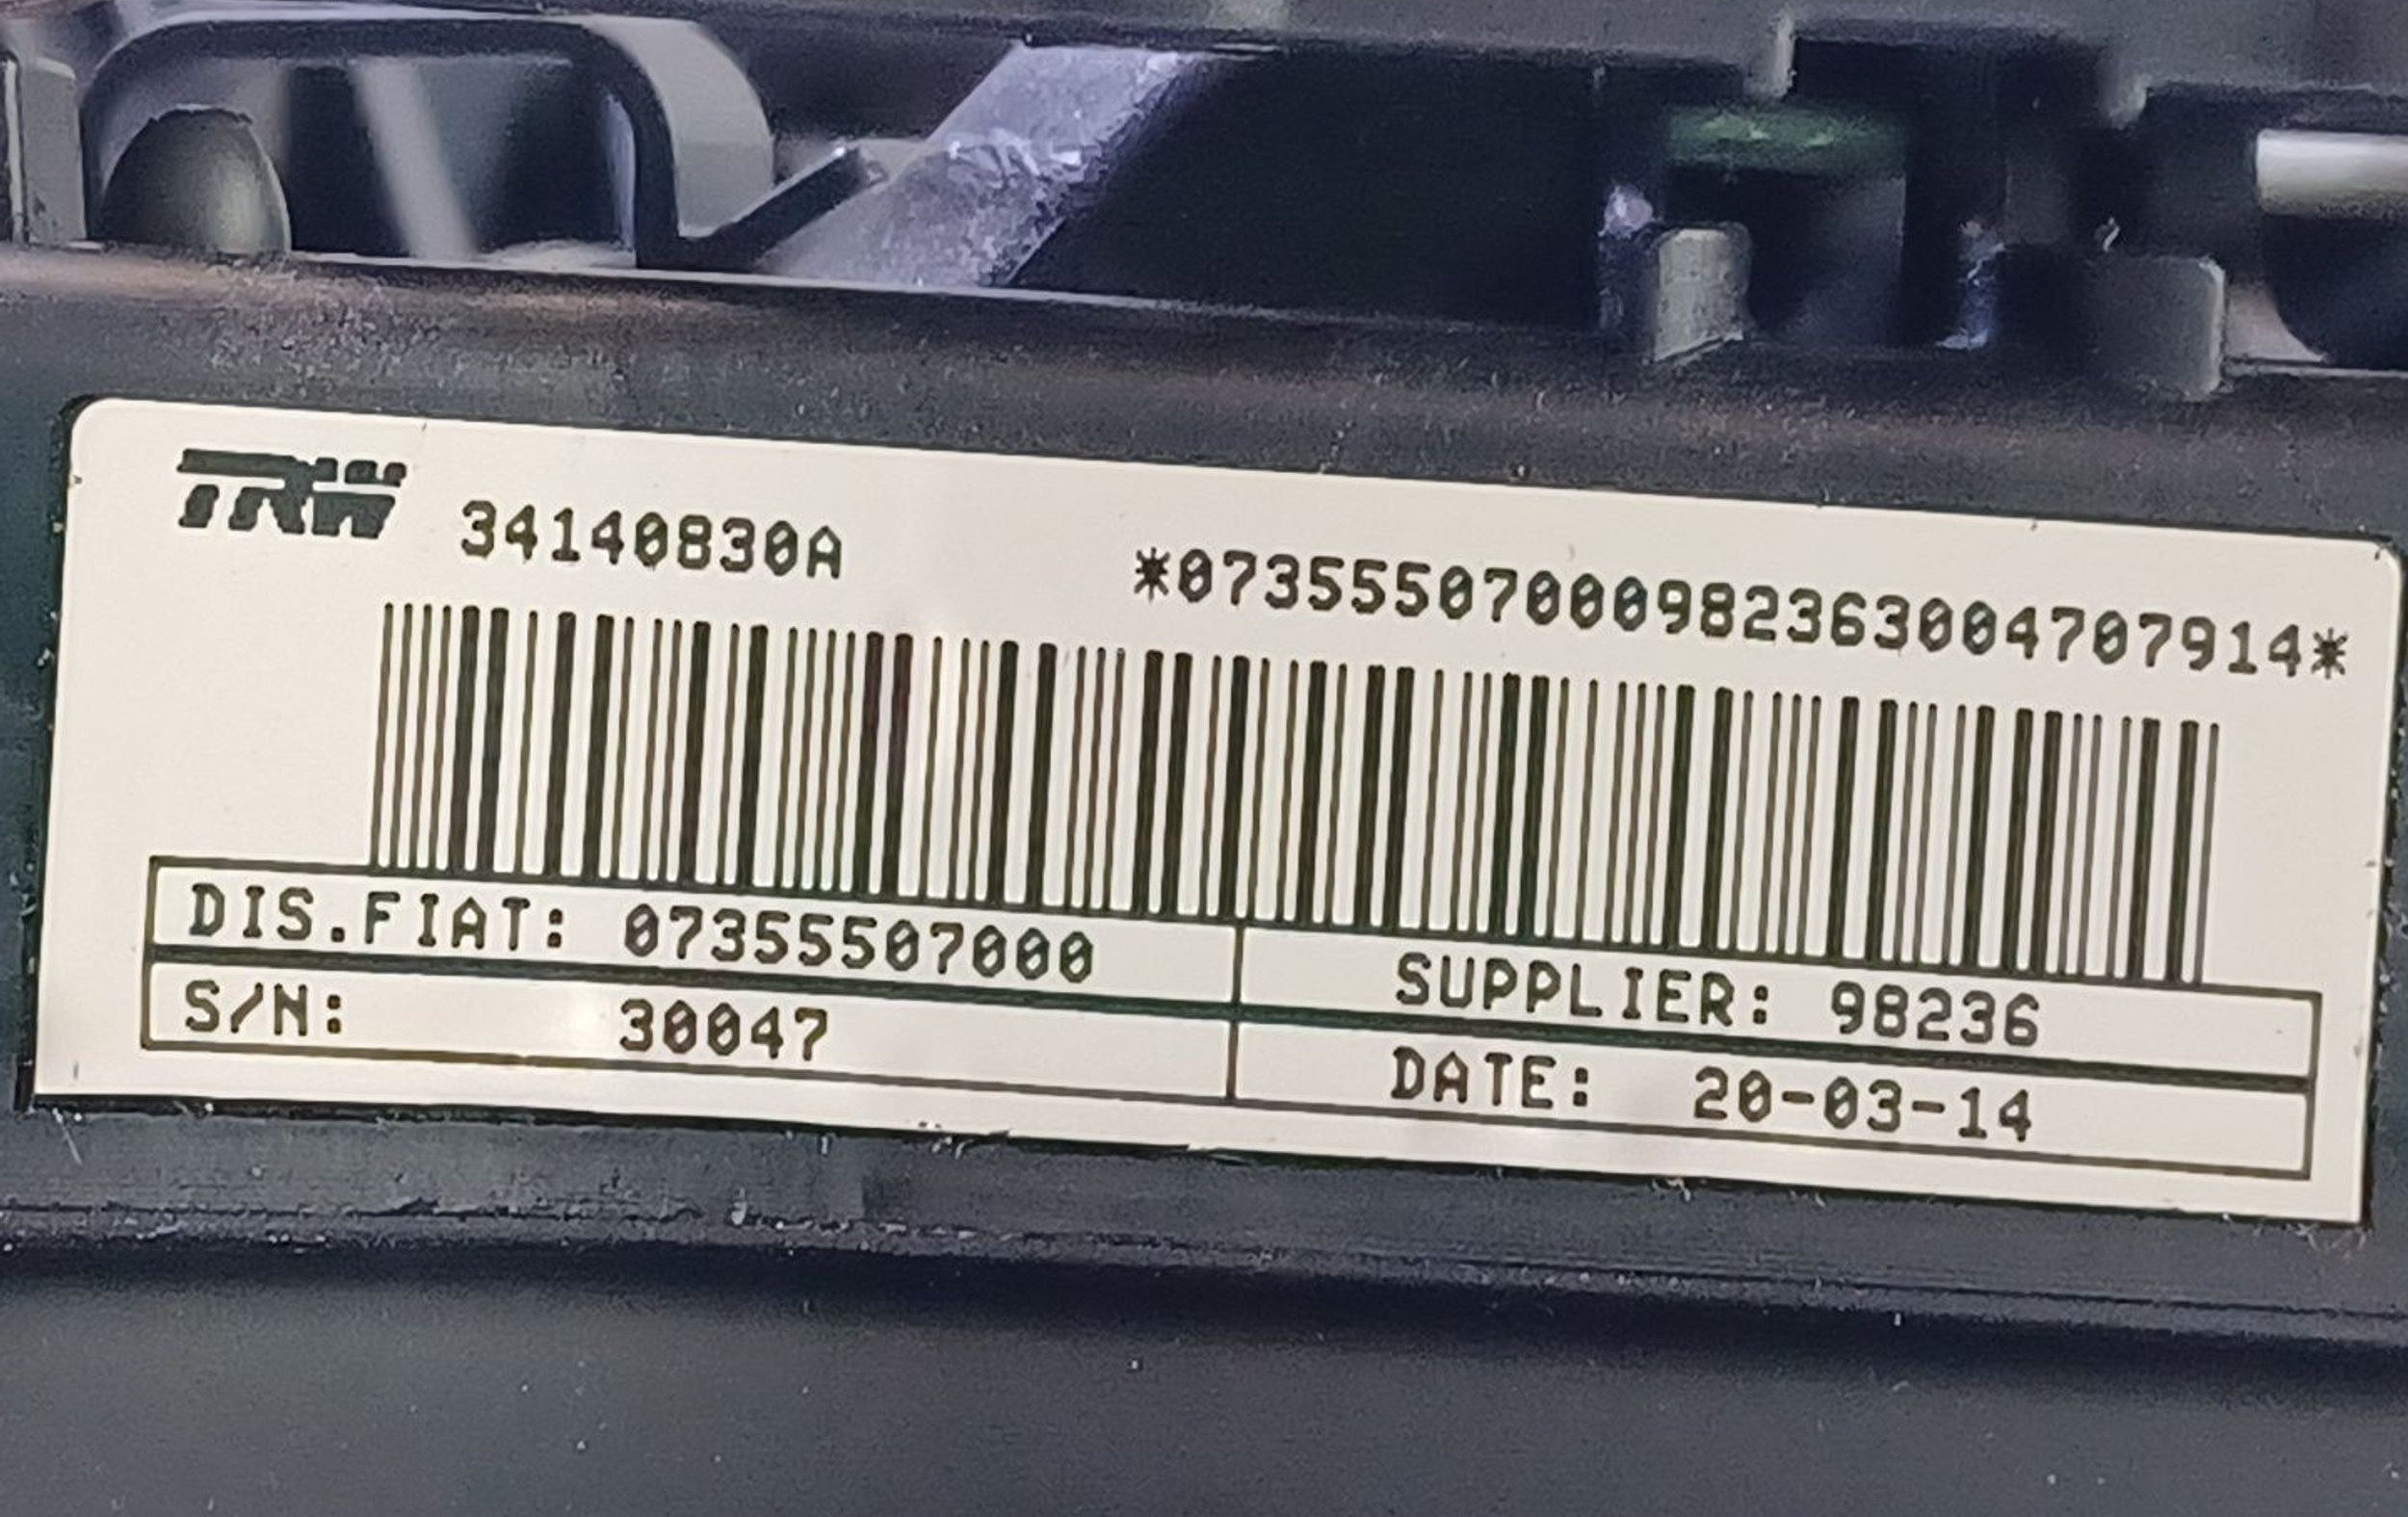 TRW 34140830A *07355507000982363004707914*
DIS.FIAT: 07355507000 SUPPLIER: 98236
S/N: 30047 DATE: 20-03-14